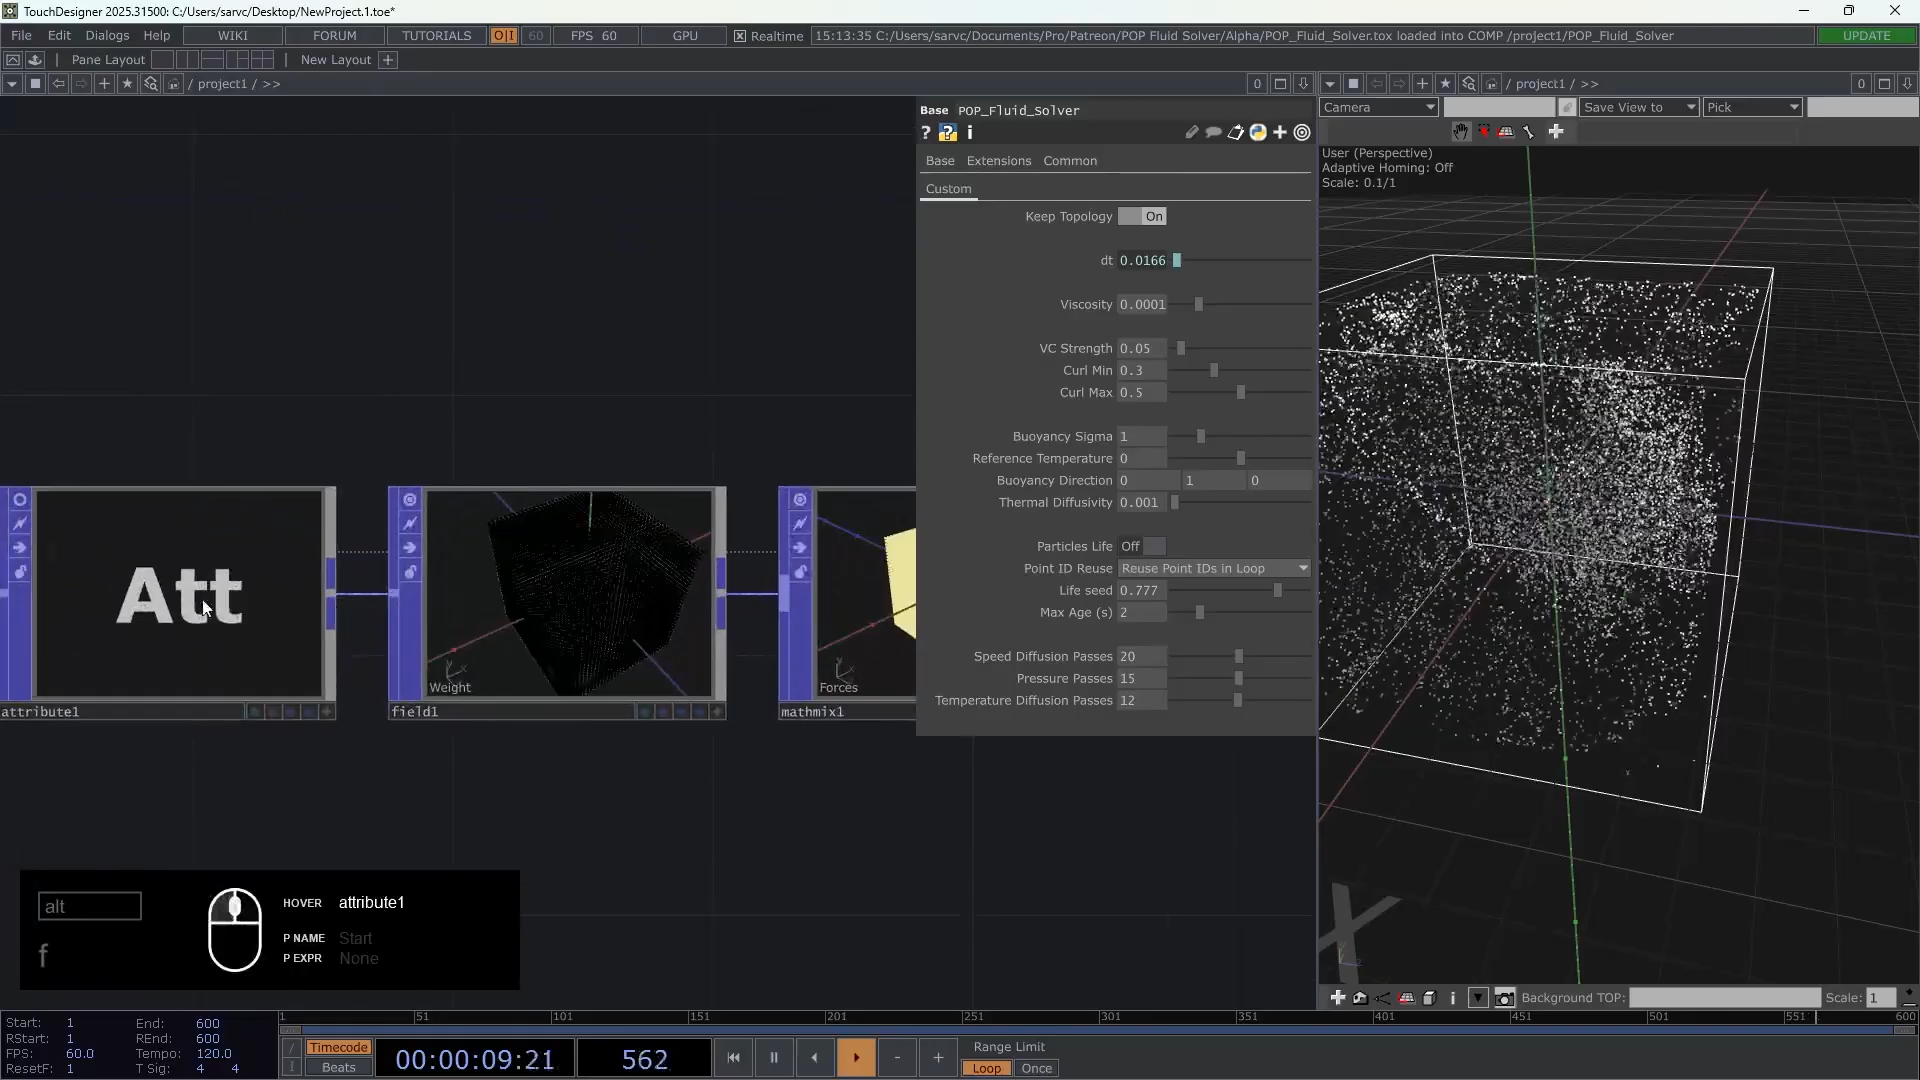 TouchDesigner 2025.31500: C:/Users/sarvc/Desktop/NewProject.1.toe*
File Edit Dialogs Help WIKI FORUM TUTORIALS O|I 60 FPS 60 GPU Realtime 15:13:35 C:/Users/sarvc/Documents/Pro/Patreon/POP Fluid Solver/Alpha/POP_Fluid_Solver.tox loaded into COMP /project1/POP_Fluid_Solver UPDATE
Pane Layout New Layout +
/ project1 / >> 0
/ project1 / >> 0
Camera Save View to Pick
User (Perspective)
Adaptive Homing: Off
Scale: 0.1/1
Base POP_Fluid_Solver
? ? i
Base Extensions Common
Custom
Keep Topology On
dt 0.0166
Viscosity 0.0001
VC Strength 0.05
Curl Min 0.3
Curl Max 0.5
Buoyancy Sigma 1
Reference Temperature 0
Buoyancy Direction 0 1 0
Thermal Diffusivity 0.001
Particles Life Off
Point ID Reuse Reuse Point IDs in Loop
Life seed 0.777
Max Age (s) 2
Speed Diffusion Passes 20
Pressure Passes 15
Temperature Diffusion Passes 12
Att
attribute1
Weight
field1
Forces
mathmix1
alt
f
HOVER attribute1
P NAME Start
P EXPR None
X
Background TOP: Scale: 1
Start: 1 End: 600
RStart: 1 REnd: 600
FPS: 60.0 Tempo: 120.0
ResetF: 1 T Sig: 4 4
1 51 101 151 201 251 301 351 401 451 501 551 600
Timecode
Beats
00:00:09:21
562
- +
Range Limit
Loop Once